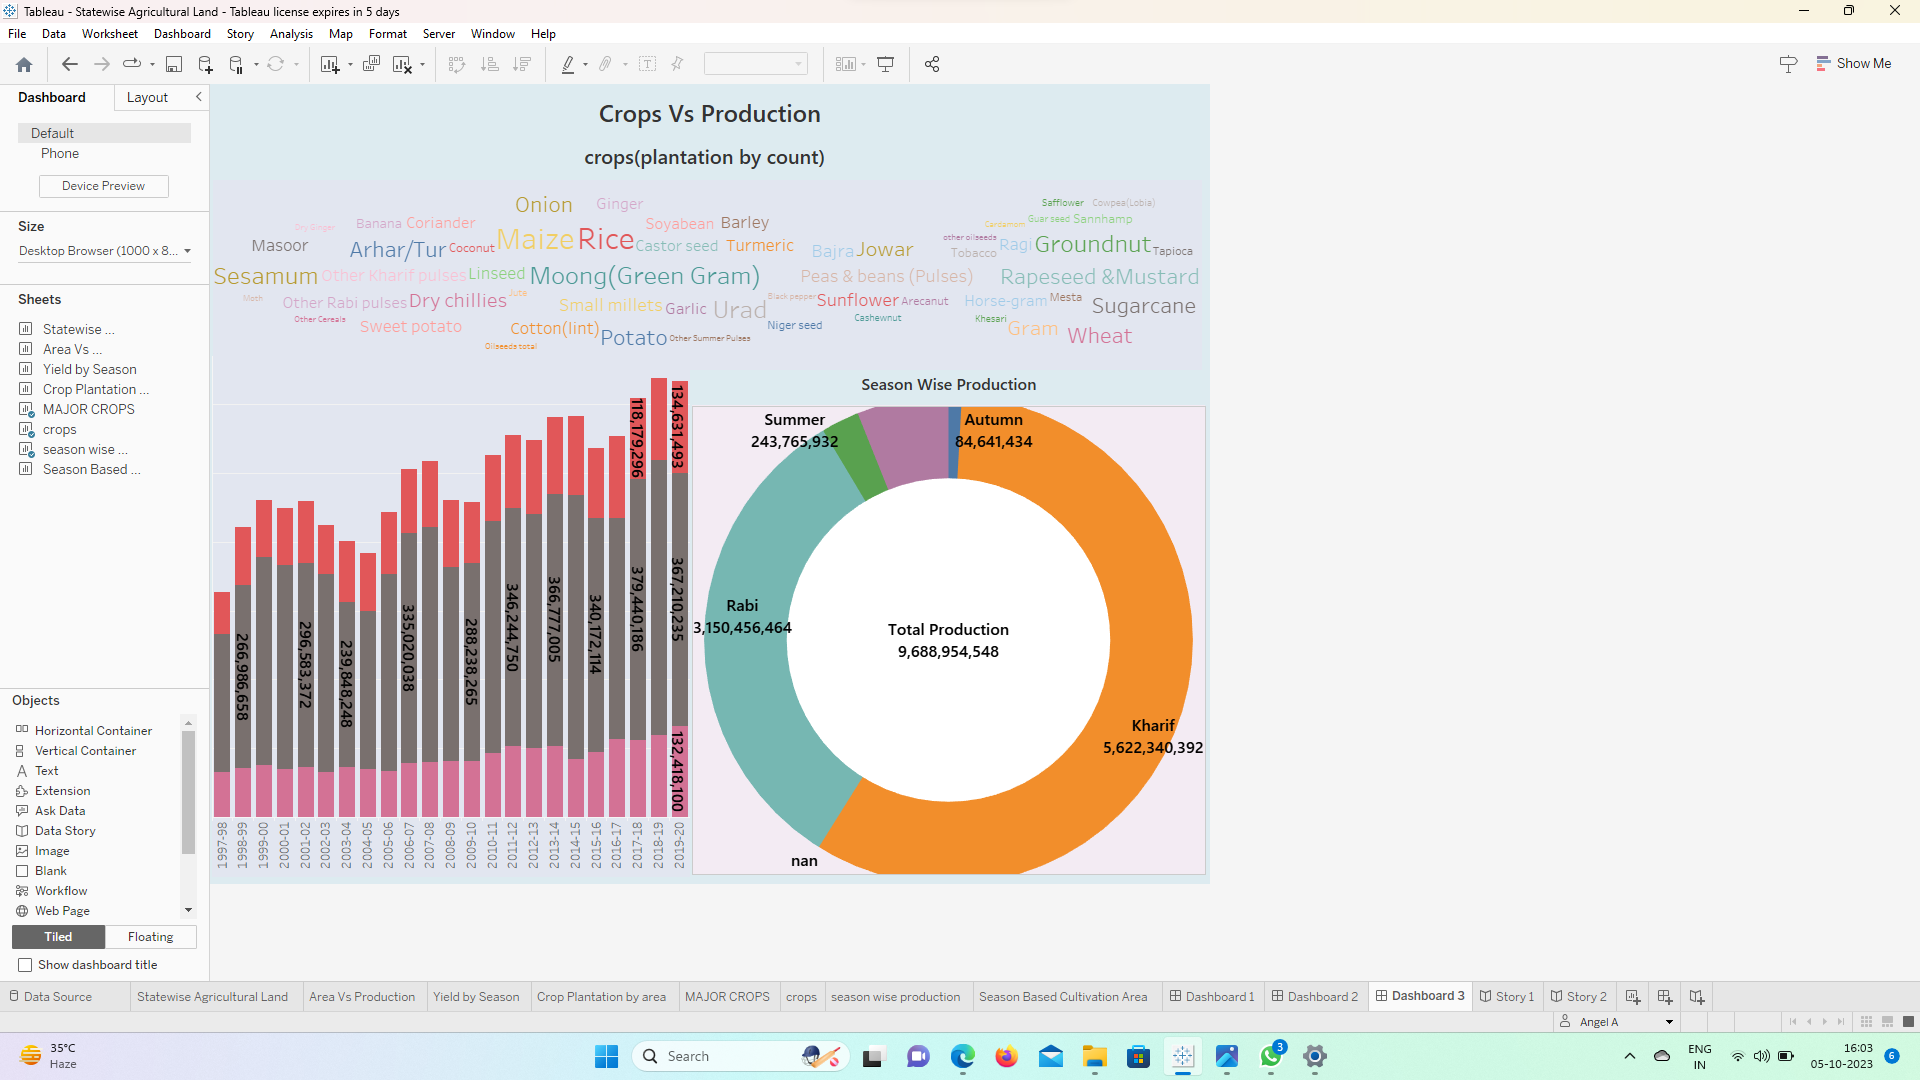 Tableau - Statewise Agricultural Land - Tableau license expires in 5 days
File Data Worksheet Dashboard Story Analysis Map Format Server Window Help
Show Me
Dashboard Layout
Default
Phone
Device Preview
Size
Desktop Browser (1000 x 8...
Sheets
Statewise ...
Area Vs ...
Yield by Season
Crop Plantation ...
MAJOR CROPS
crops
season wise ...
Season Based ...
Objects
Horizontal Container
Vertical Container
Text
Extension
Ask Data
Data Story
Image
Blank
Workflow
Web Page
Tiled Floating
Show dashboard title
Crops Vs Production
crops(plantation by count)
Onion Ginger Safflower Cowpea(Lobia)
Dry Ginger Banana Coriander Soyabean Barley Cardamom Guar seed Sannhamp
Masoor Arhar/Tur Coconut Maize Rice Castor seed Turmeric Bajra Jowar other oilseeds Tobacco Ragi Groundnut Tapioca
Sesamum Other Kharif pulses Linseed Moong(Green Gram) Peas & beans (Pulses) Rapeseed &Mustard
Moth Other Rabi pulses Dry chillies Jute Small millets Garlic Urad Black pepper Sunflower Arecanut Horse-gram Mesta Sugarcane
Other Cereals Sweet potato Cotton(lint) Potato Niger seed Cashewnut Khesari Gram Wheat
Oilseeds total Other Summer Pulses
266,986,658
296,583,372
239,848,248
335,020,038
288,238,265
346,244,750
366,777,005
340,172,114
118,179,296
379,440,186
134,631,493
367,210,235
132,418,100
1997-98
1998-99
1999-00
2000-01
2001-02
2002-03
2003-04
2004-05
2005-06
2006-07
2007-08
2008-09
2009-10
2010-11
2011-12
2012-13
2013-14
2014-15
2015-16
2016-17
2017-18
2018-19
2019-20
Season Wise Production
Summer
243,765,932
Autumn
84,641,434
Rabi
3,150,456,464
Total Production
9,688,954,548
Kharif
5,622,340,392
nan
Data Source Statewise Agricultural Land Area Vs Production Yield by Season Crop Plantation by area MAJOR CROPS crops season wise production Season Based Cultivation Area Dashboard 1 Dashboard 2 Dashboard 3 Story 1 Story 2
Angel A
35°C
Haze
Search
3
ENG
IN
16:03
05-10-2023
6